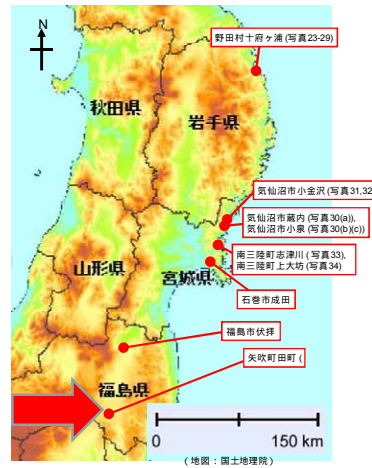 N
野田村十府ヶ浦 (写真23-29)
秋田県
岩手県
気仙沼市小金沢 (写真31,32
気仙沼市蔵内 (写真30(a)),
気仙沼市小泉 (写真30(b)(c))
南三陸町志津川 (写真33),
南三陸町上大坊 (写真34)
山形県
宮城県
石巻市成田
福島市伏拝
矢吹町田町 (
福島県
0
150 km
(地図：国土地理院)